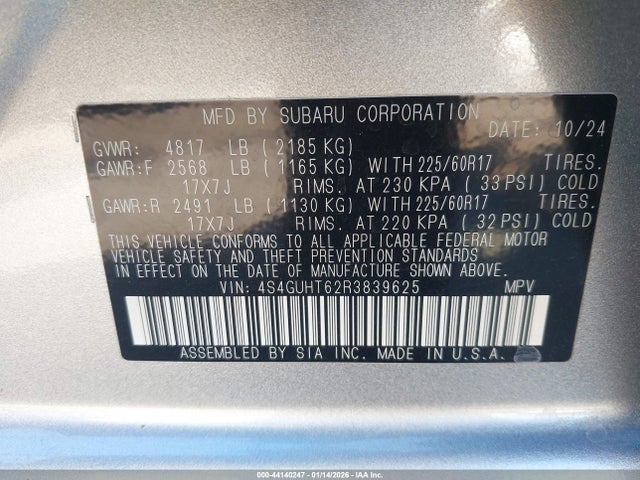 MFD BY SUBARU CORPORATION
DATE: 10/24
GVWR: 4817 LB ( 2185 KG)
GAWR:F 2568 LB ( 1165 KG) WITH 225/60R17 TIRES.
17X7J RIMS. AT 230 KPA ( 33 PSI) COLD
GAWR:R 2491 LB ( 1130 KG) WITH 225/60R17 TIRES.
17X7J RIMS. AT 220 KPA ( 32 PSI) COLD
THIS VEHICLE CONFORMS TO ALL APPLICABLE FEDERAL MOTOR
VEHICLE SAFETY AND THEFT PREVENTION STANDARDS
IN EFFECT ON THE DATE OF MANUFACTURE SHOWN ABOVE.
VIN: 4S4GUHT62R3839625 MPV
ASSEMBLED BY SIA INC. MADE IN U.S.A.
000-44140247 - 01/14/2026 - IAA Inc.